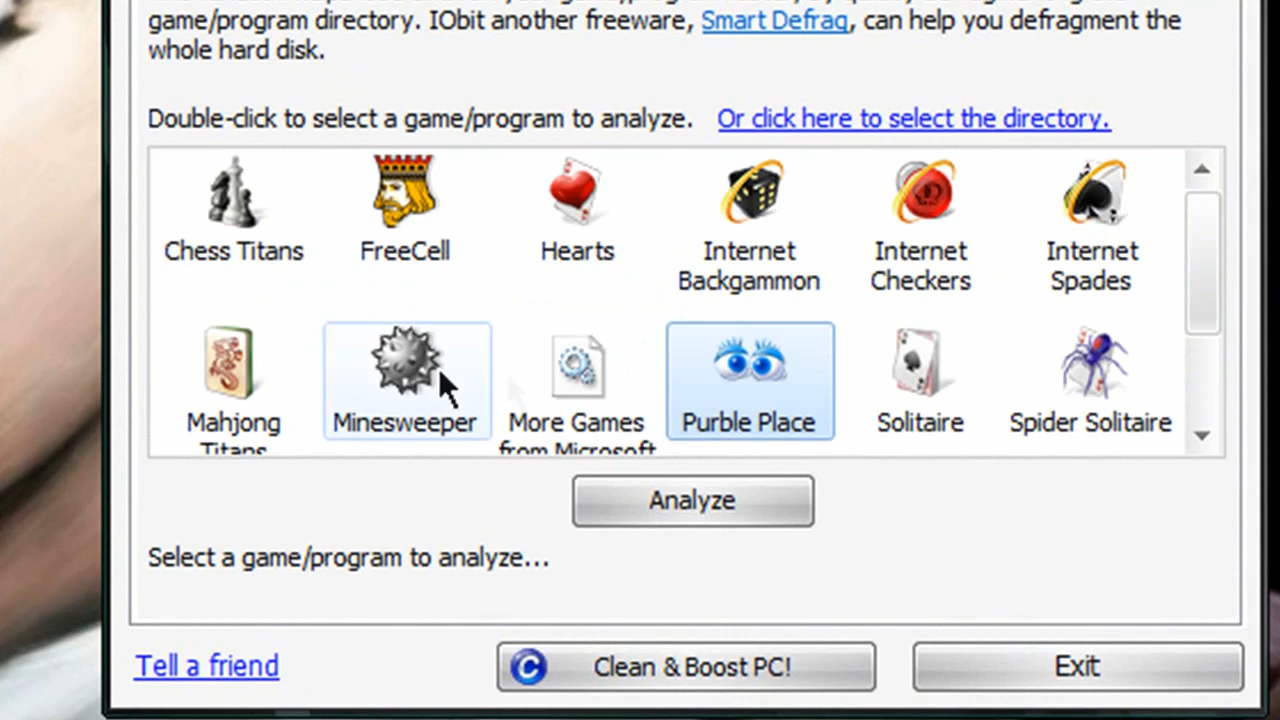 game/program directory. IObit another freeware, Smart Defrag, can help you defragment the
whole hard disk.
Double-click to select a game/program to analyze. Or click here to select the directory.
Chess Titans FreeCell Hearts Internet Backgammon Internet Checkers Internet Spades
Mahjong Titans Minesweeper More Games from Microsoft Purble Place Solitaire Spider Solitaire
Analyze
Select a game/program to analyze...
Tell a friend Clean & Boost PC! Exit